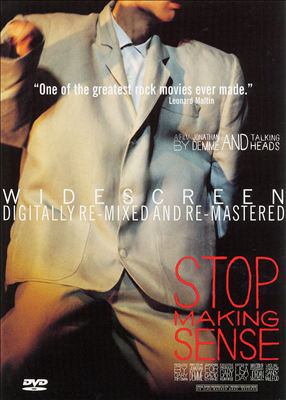 “One of the greatest rock movies ever made.”
Leonard Maltin
A FILM
BY JONATHAN DEMME AND TALKING HEADS
WIDESCREEN
DIGITALLY RE-MIXED AND RE-MASTERED
STOP
MAKING
SENSE
DVD